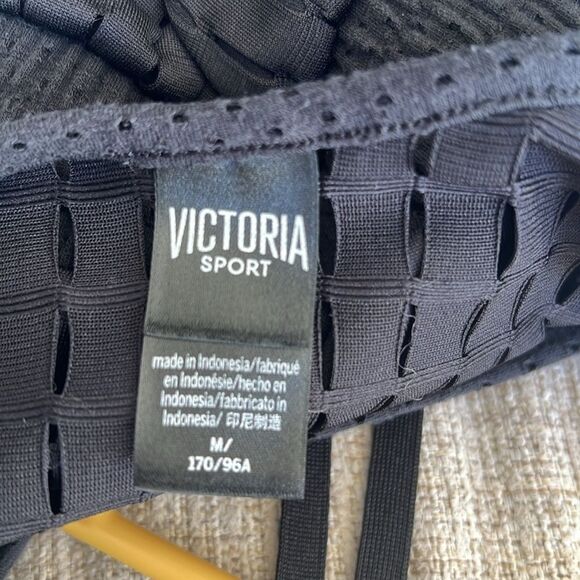 VICTORIA
SPORT
made in Indonesia/fabriqué
en Indonésie/hecho en
Indonesia/fabbricato in
Indonesia/ 印尼制造
M/
170/96A